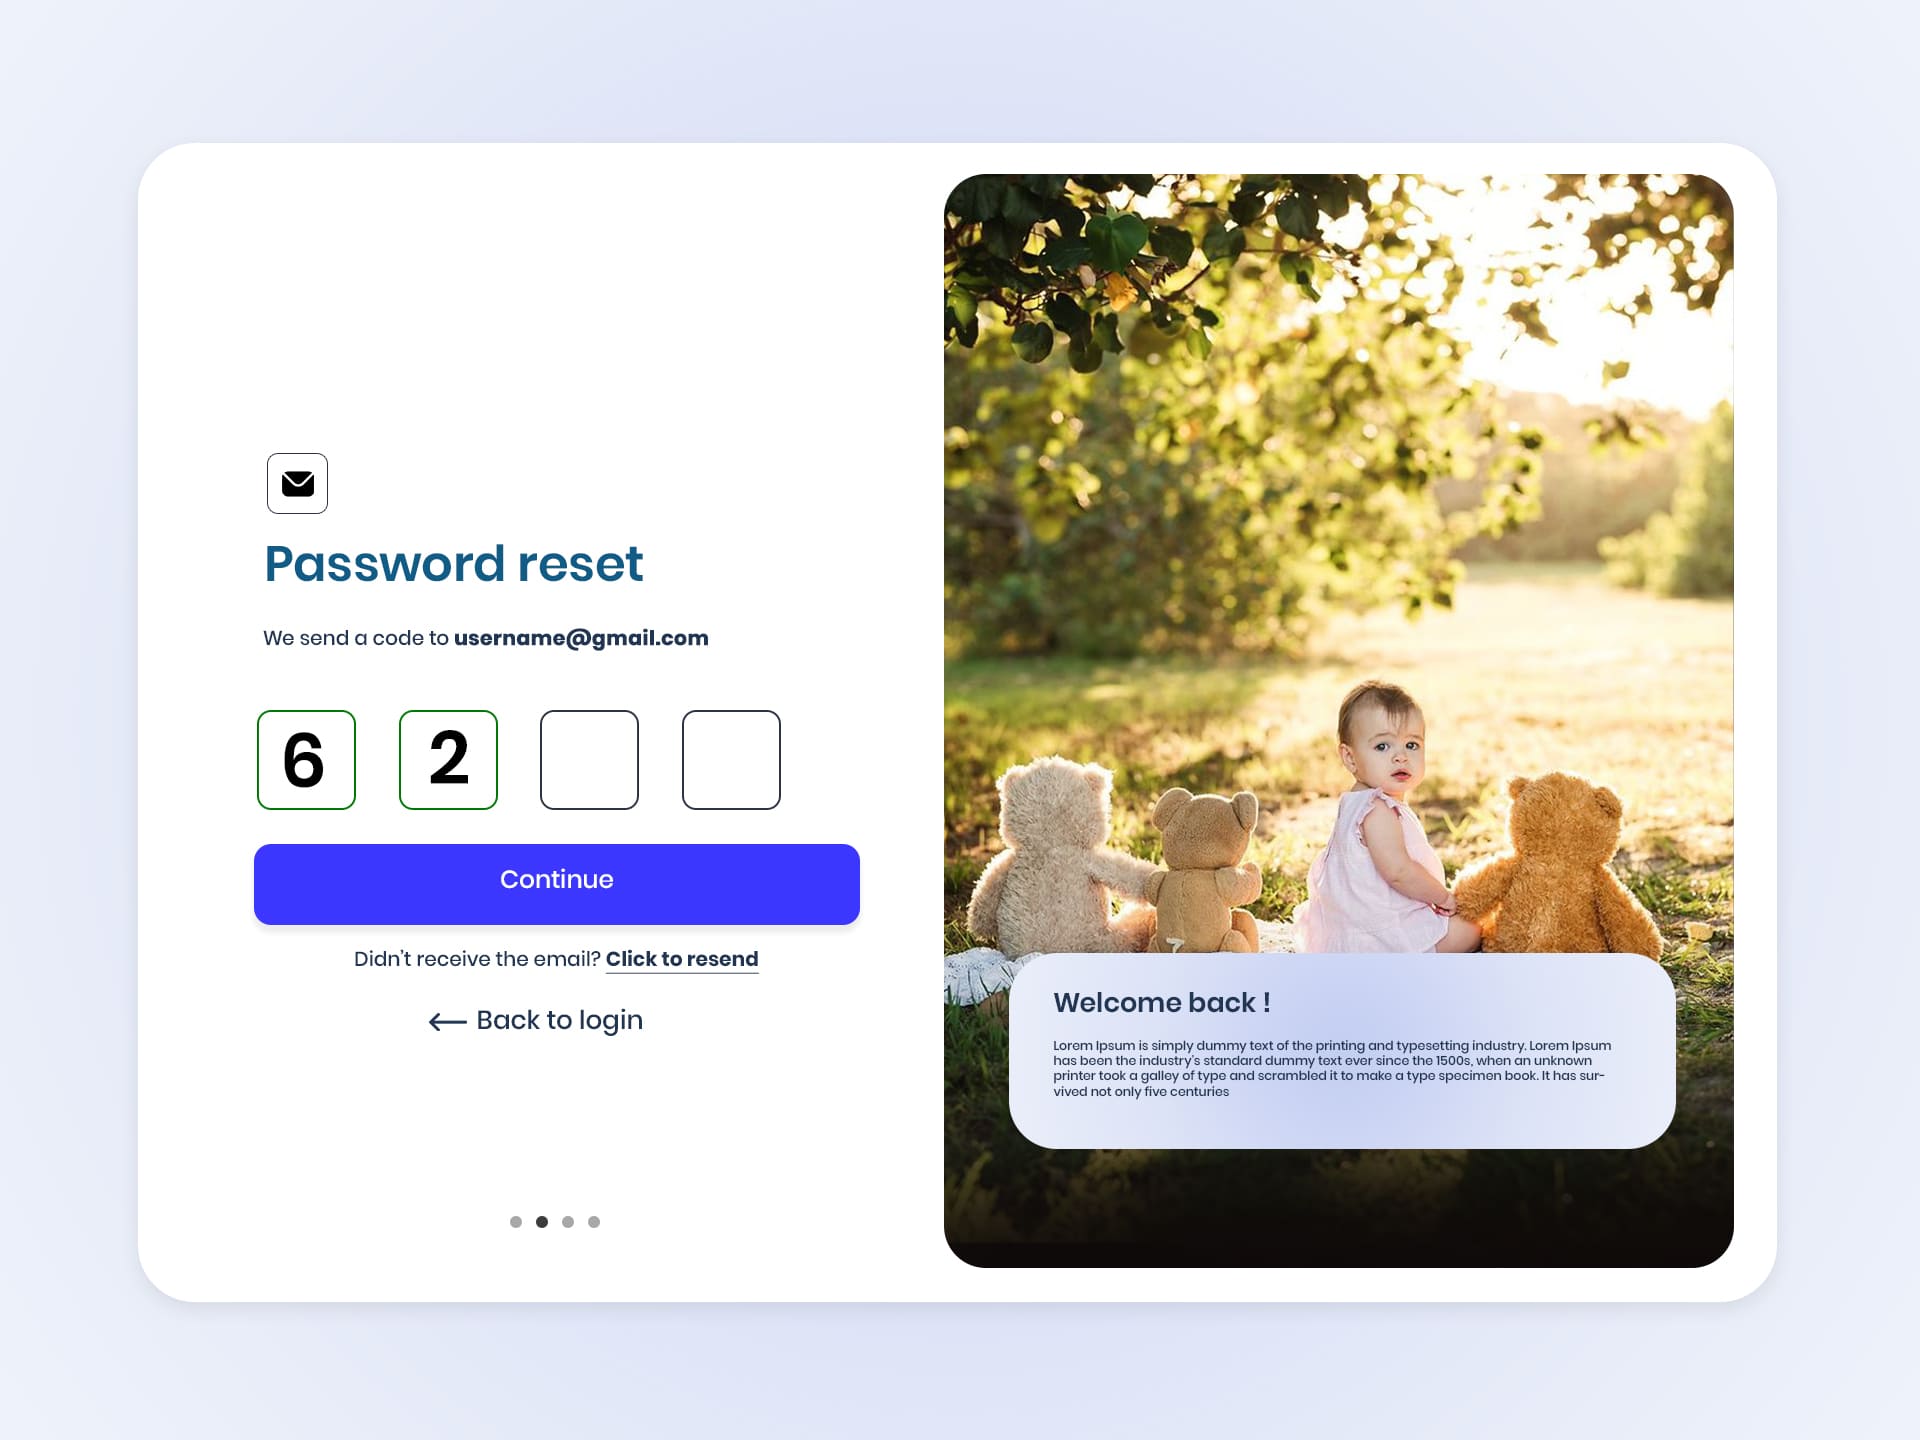 Password reset
We send a code to username@gmail.com
6 2
Continue
Didn't receive the email? Click to resend
Back to login
Welcome back !
Lorem Ipsum is simply dummy text of the printing and typesetting industry. Lorem Ipsum
has been the industry's standard dummy text ever since the 1500s, when an unknown
printer took a galley of type and scrambled it to make a type specimen book. It has sur-
vived not only five centuries